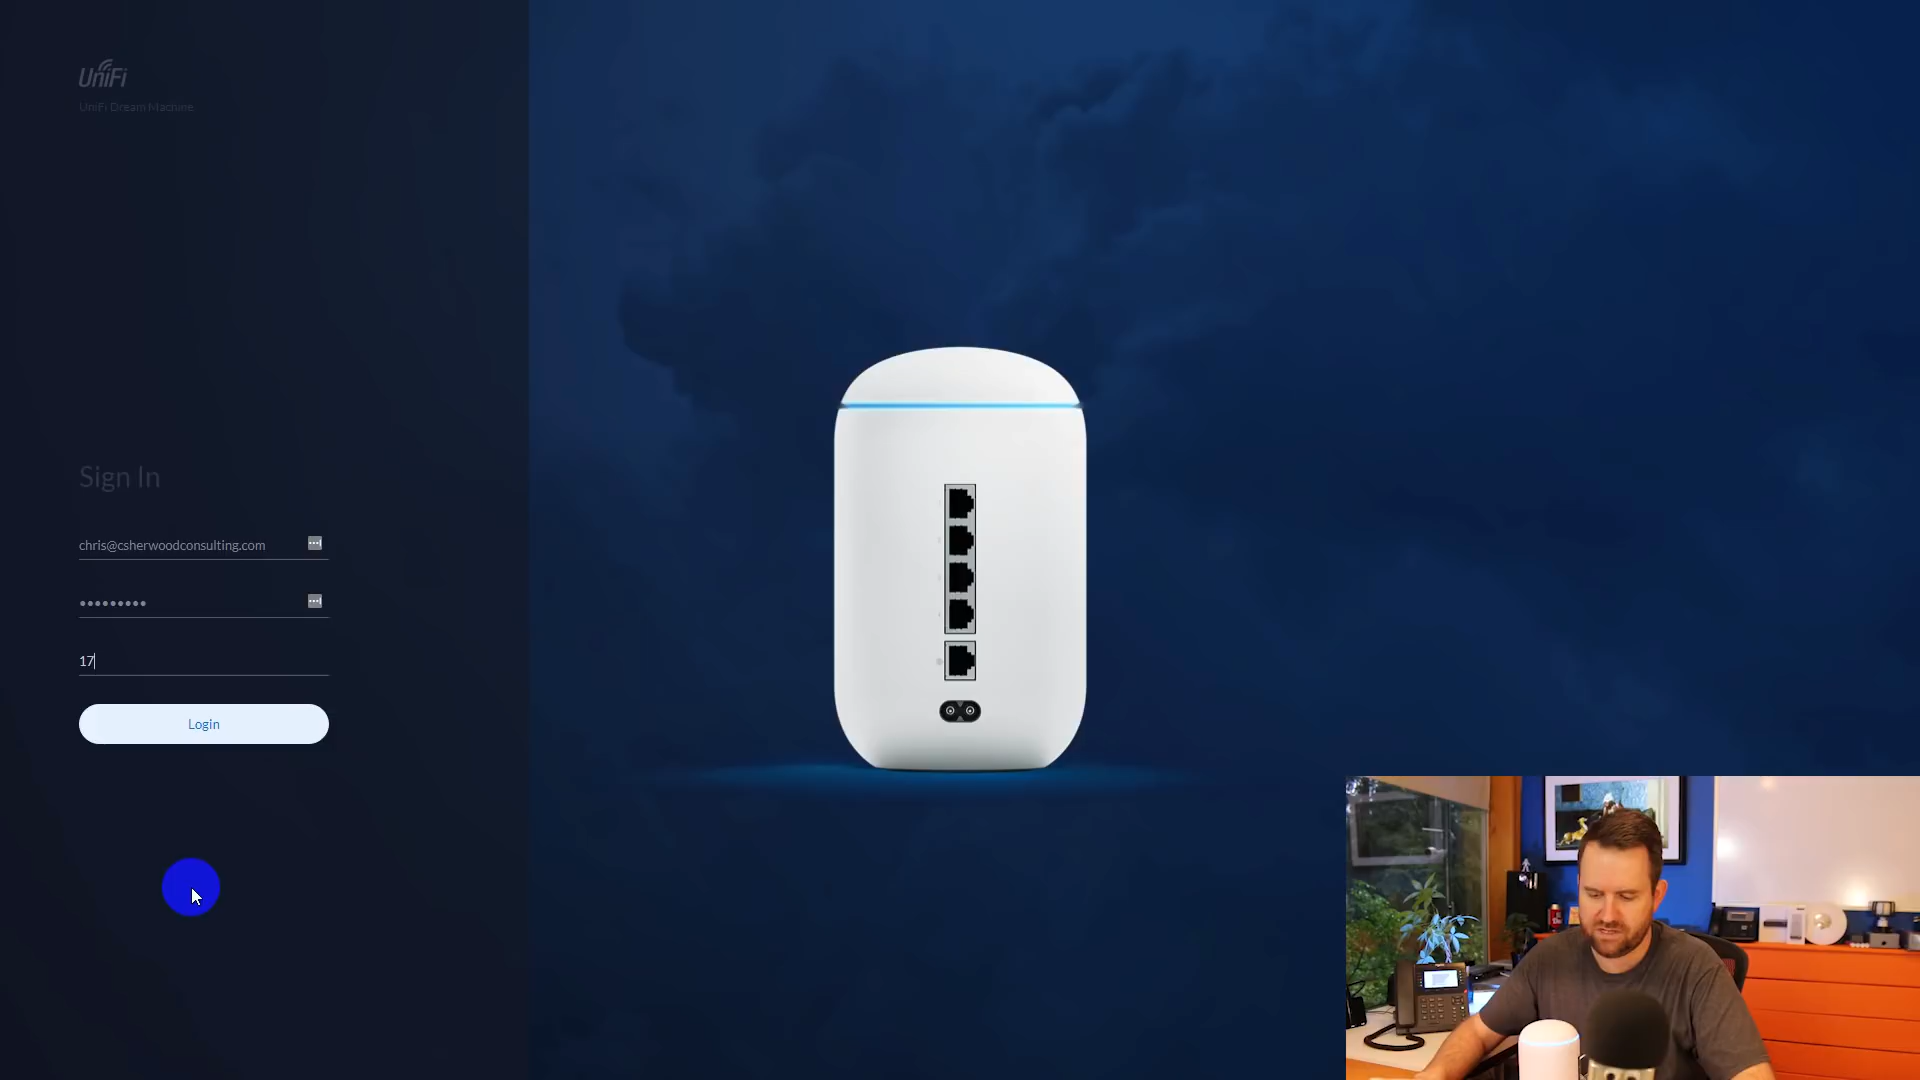 UniFi
UniFi Dream Machine
Sign In
chris@csherwoodconsulting.com
•••••••••
17
Login